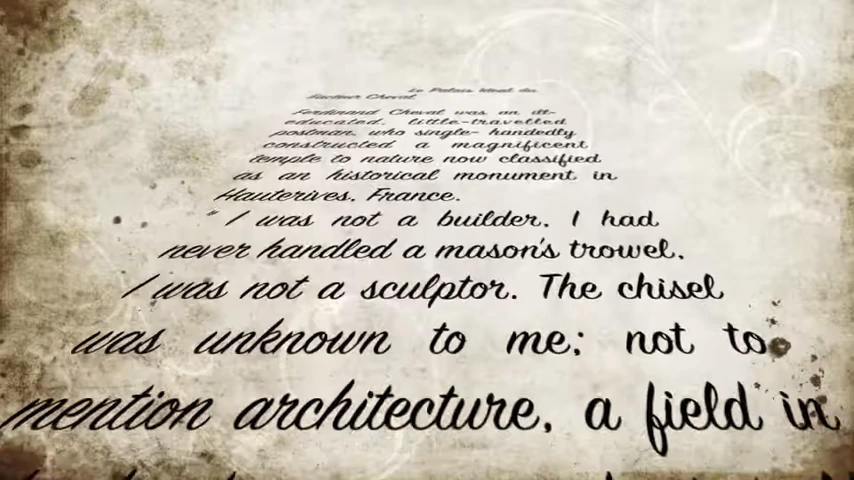 Le Palais Ideal du
Facteur Cheval
Ferdinand Cheval was an ill-
educated, little-travelled
postman, who single- handedly
constructed a magnificent
temple to nature now classified
as an historical monument in
Hauterives, France.
" I was not a builder, I had
never handled a mason's trowel,
I was not a sculptor. The chisel
was unknown to me; not to
mention architecture, a field in